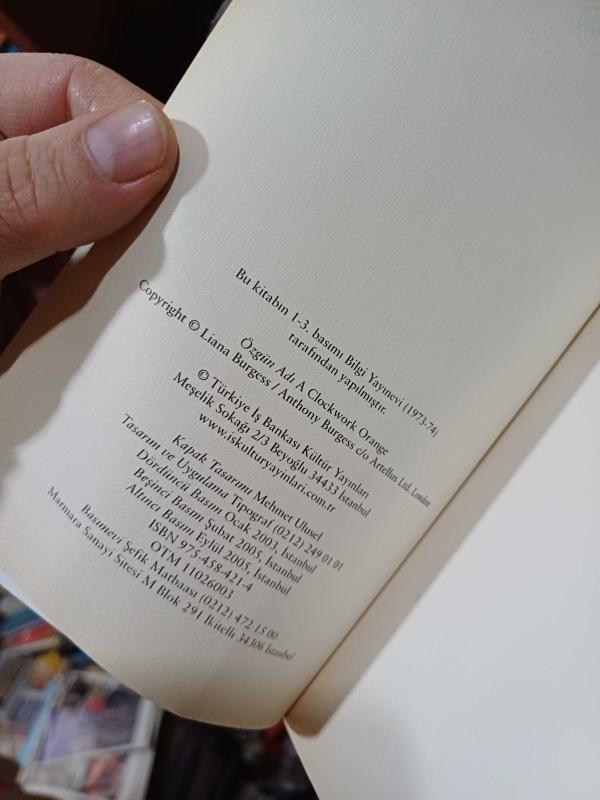 Bu kitabın 1-3. basımı Bilgi Yayınevi (1973-74)
tarafından yapılmıştır.
Özgün Adı A Clockwork Orange
Copyright © Liana Burgess / Anthony Burgess c/o Artellus Ltd. London
© Türkiye İş Bankası Kültür Yayınları
Meşelik Sokağı 2/3 Beyoğlu 34433 İstanbul
www.iskulturyayinlari.com.tr
Kapak Tasarımı Mehmet Ulusel
Tasarım ve Uygulama Tipograf (0212) 249 01 01
Dördüncü Basım Ocak 2003, İstanbul
Beşinci Basım Şubat 2005, İstanbul
Altıncı Basım Eylül 2005, İstanbul
ISBN 975-458-421-4
OTM 11026003
Basımevi Şefik Matbaası (0212) 472 15 00
Marmara Sanayi Sitesi M Blok 291 İkitelli 34306 İstanbul